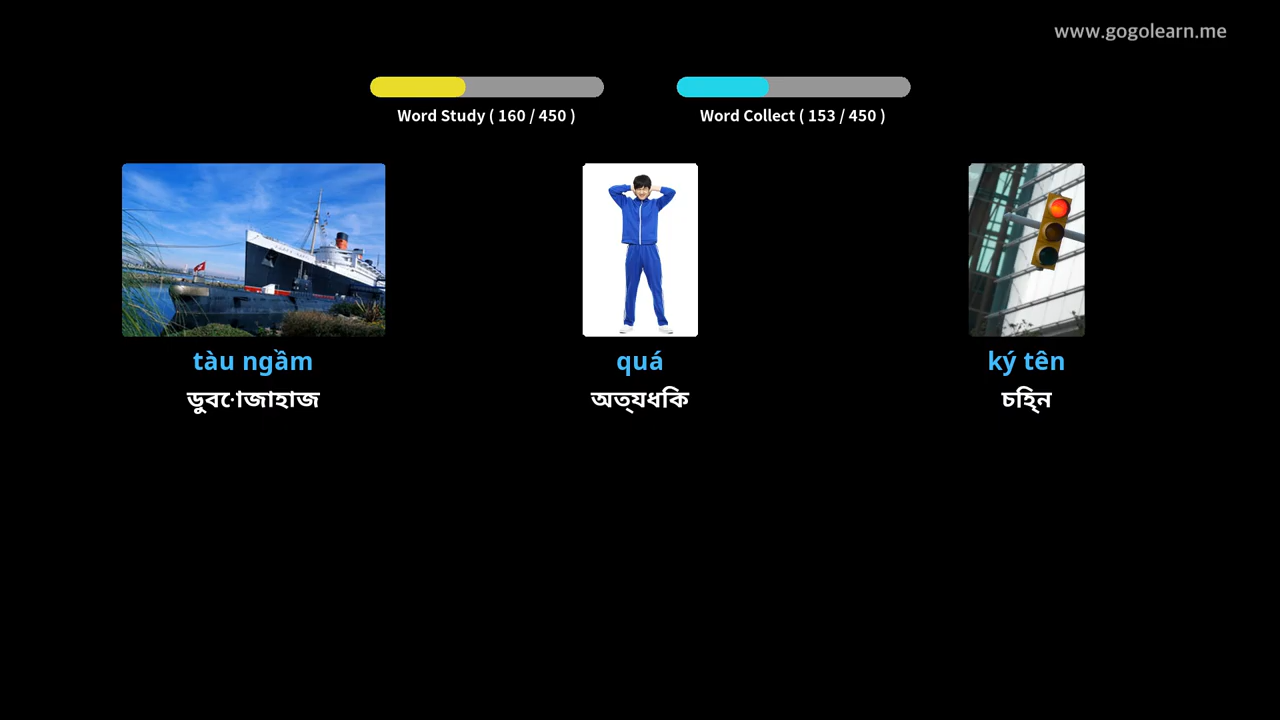 www.gogolearn.me
Word Study ( 160 / 450 )
Word Collect ( 153 / 450 )
tàu ngầm
quá
ký tên
ডুবোজাহাজ
অত্যধিক
চিহ্ন